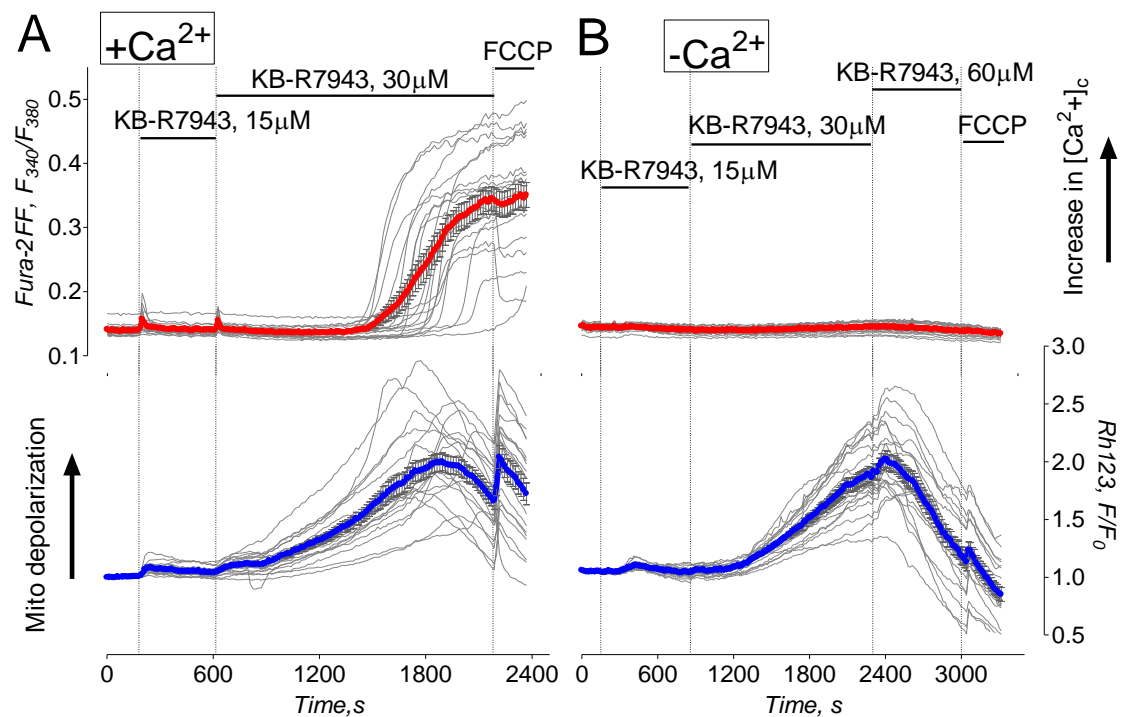 A
+Ca²⁺
FCCP
KB-R7943, 30μM
KB-R7943, 15μM
0.5
0.4
0.3
0.2
0.1
Fura-2FF, F₃₄₀/F₃₈₀
Mito depolarization
0
600
1200
1800
2400
Time,s
B
-Ca²⁺
KB-R7943, 60μM
KB-R7943, 30μM
FCCP
KB-R7943, 15μM
Increase in [Ca²⁺]c
3.0
2.5
2.0
1.5
1.0
0.5
Rh123, F/F₀
0
600
1200
1800
2400
3000
Time, s